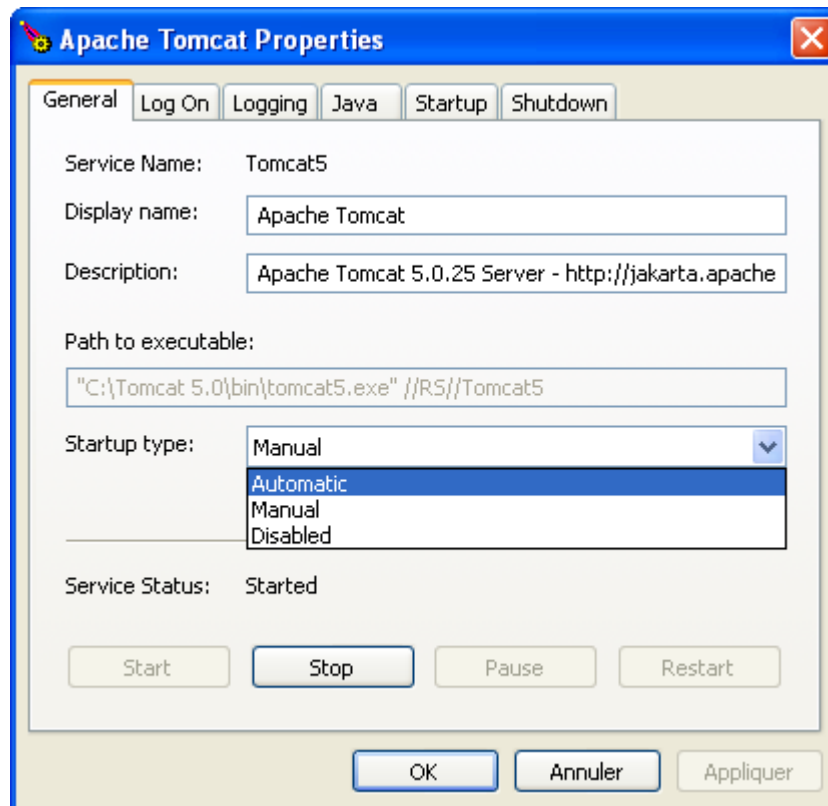 Apache Tomcat Properties
General Log On Logging Java Startup Shutdown
Service Name: Tomcat5
Display name: Apache Tomcat
Description: Apache Tomcat 5.0.25 Server - http://jakarta.apache
Path to executable:
"C:\Tomcat 5.0\bin\tomcat5.exe" //RS//Tomcat5
Startup type: Manual
Automatic
Manual
Disabled
Service Status: Started
Start Stop Pause Restart
OK Annuler Appliquer